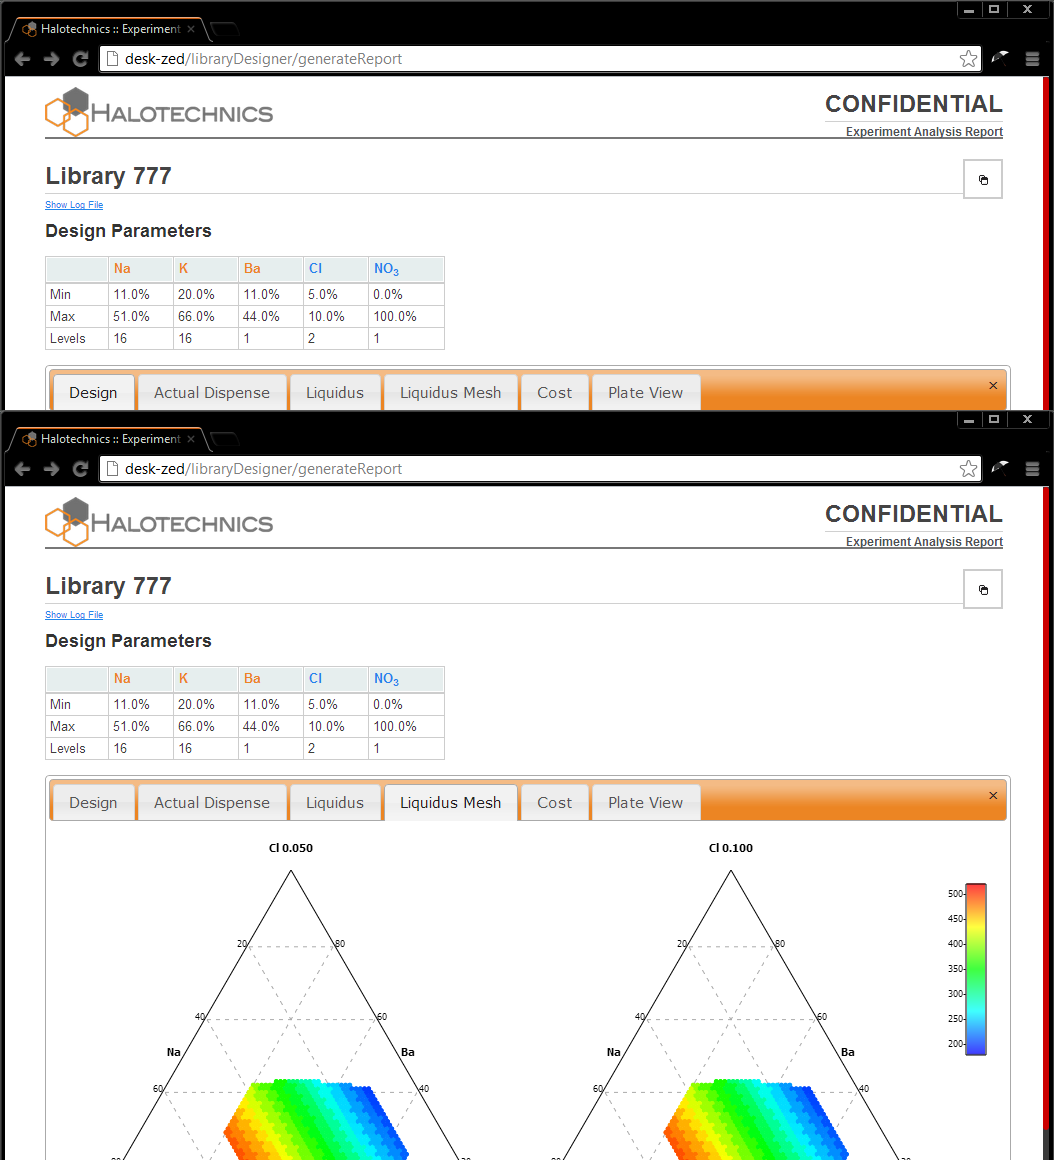 Halotechnics :: Experiment
desk-zed/libraryDesigner/generateReport
HALOTECHNICS
CONFIDENTIAL
Experiment Analysis Report
Library 777
Show Log File
Design Parameters
Na K Ba Cl NO3
Min 11.0% 20.0% 11.0% 5.0% 0.0%
Max 51.0% 66.0% 44.0% 10.0% 100.0%
Levels 16 16 1 2 1
Design Actual Dispense Liquidus Liquidus Mesh Cost Plate View
Halotechnics :: Experiment
desk-zed/libraryDesigner/generateReport
HALOTECHNICS
CONFIDENTIAL
Experiment Analysis Report
Library 777
Show Log File
Design Parameters
Na K Ba Cl NO3
Min 11.0% 20.0% 11.0% 5.0% 0.0%
Max 51.0% 66.0% 44.0% 10.0% 100.0%
Levels 16 16 1 2 1
Design Actual Dispense Liquidus Liquidus Mesh Cost Plate View
Cl 0.050 Cl 0.100
500
450
20 80 20 80 400
350
300
40 60 40 60 250
200
Na Ba Na Ba
60 40 60 40